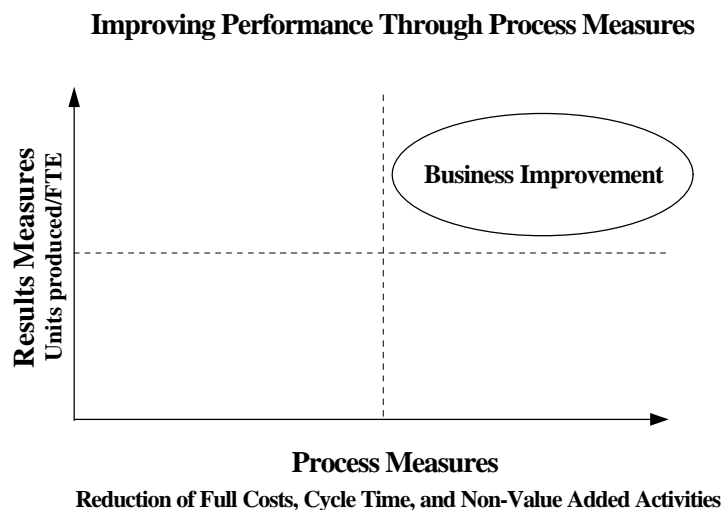 Improving Performance Through Process Measures
Results Measures
Units produced/FTE
Business Improvement
Process Measures
Reduction of Full Costs, Cycle Time, and Non-Value Added Activities